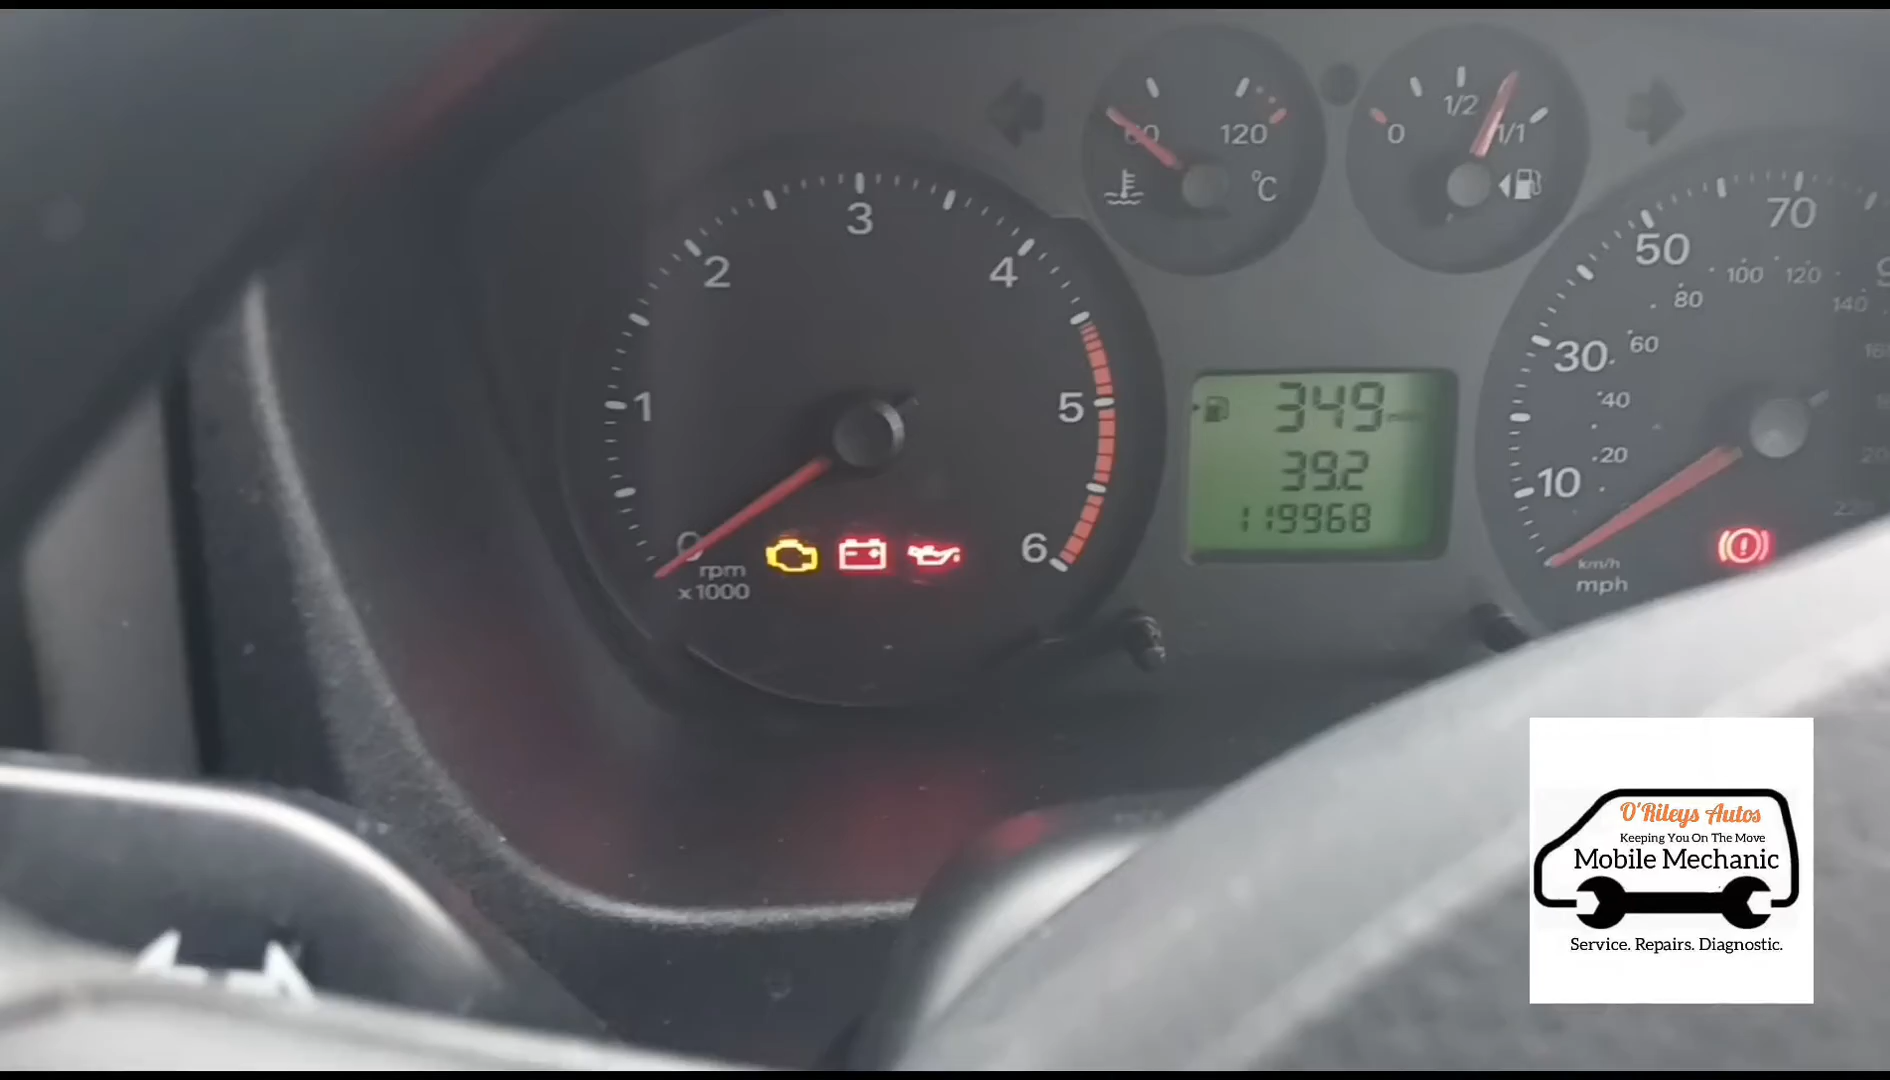 60
120
°C
0
1/2
1/1
0
1
2
3
4
5
6
rpm
x1000
349
39.2
119968
10
30
50
70
20
40
60
80
100
120
140
km/h
mph
O'Rileys Autos
Keeping You On The Move
Mobile Mechanic
Service. Repairs. Diagnostic.